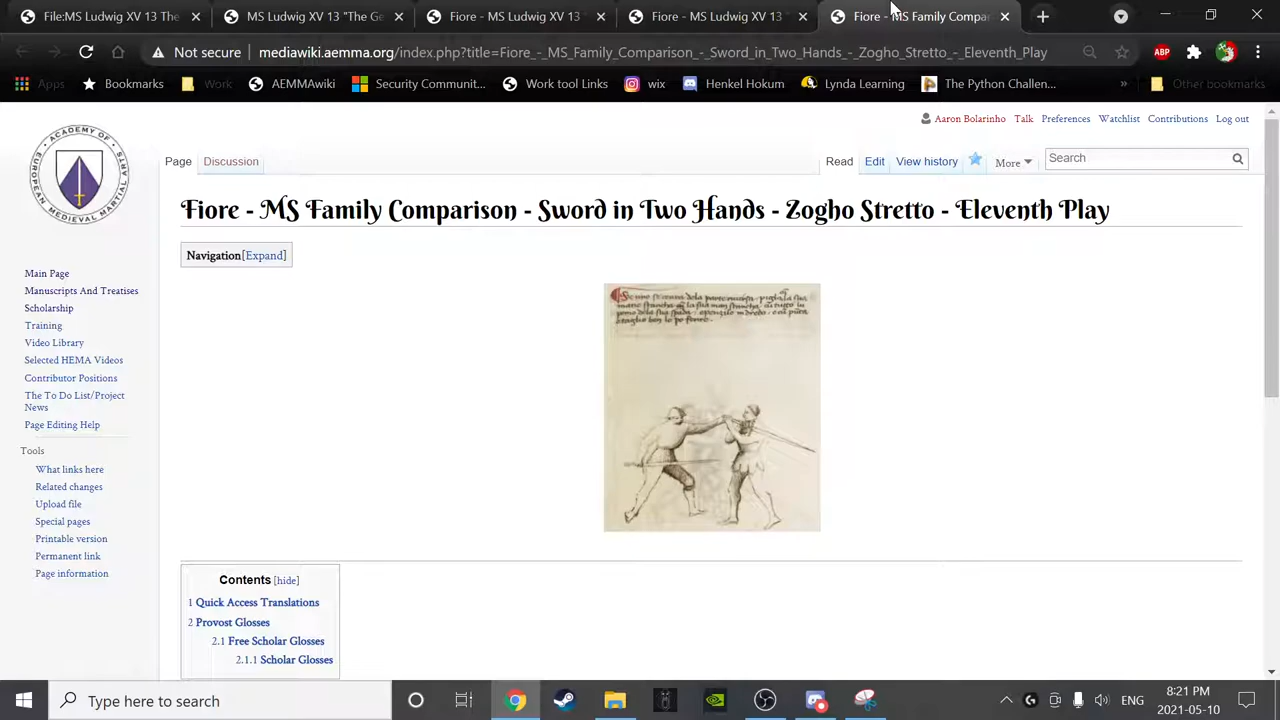 File:MS Ludwig XV 13 The
MS Ludwig XV 13 "The Ge
Fiore - MS Ludwig XV 13
Fiore - MS Ludwig XV 13
Fiore - MS Family Compar
Not secure
mediawiki.aemma.org/index.php?title=Fiore_-_MS_Family_Comparison_-_Sword_in_Two_Hands_-_Zogho_Stretto_-_Eleventh_Play
ABP
Apps
Bookmarks
Work
AEMMAwiki
Security Communit...
Work tool Links
wix
Henkel Hokum
Lynda Learning
The Python Challen...
»
Other bookmarks
ACADEMY OF EUROPEAN MEDIEVAL MARTIAL ARTS
Aaron Bolarinho
Talk
Preferences
Watchlist
Contributions
Log out
Page
Discussion
Read
Edit
View history
More
Search
Fiore - MS Family Comparison - Sword in Two Hands - Zogho Stretto - Eleventh Play
Navigation[Expand]
Main Page
Manuscripts And Treatises
Scholarship
Training
Video Library
Selected HEMA Videos
Contributor Positions
The To Do List/Project
News
Page Editing Help
Tools
What links here
Related changes
Upload file
Special pages
Printable version
Permanent link
Page information
Contents [hide]
1 Quick Access Translations
2 Provost Glosses
2.1 Free Scholar Glosses
2.1.1 Scholar Glosses
Type here to search
ENG
8:21 PM
2021-05-10